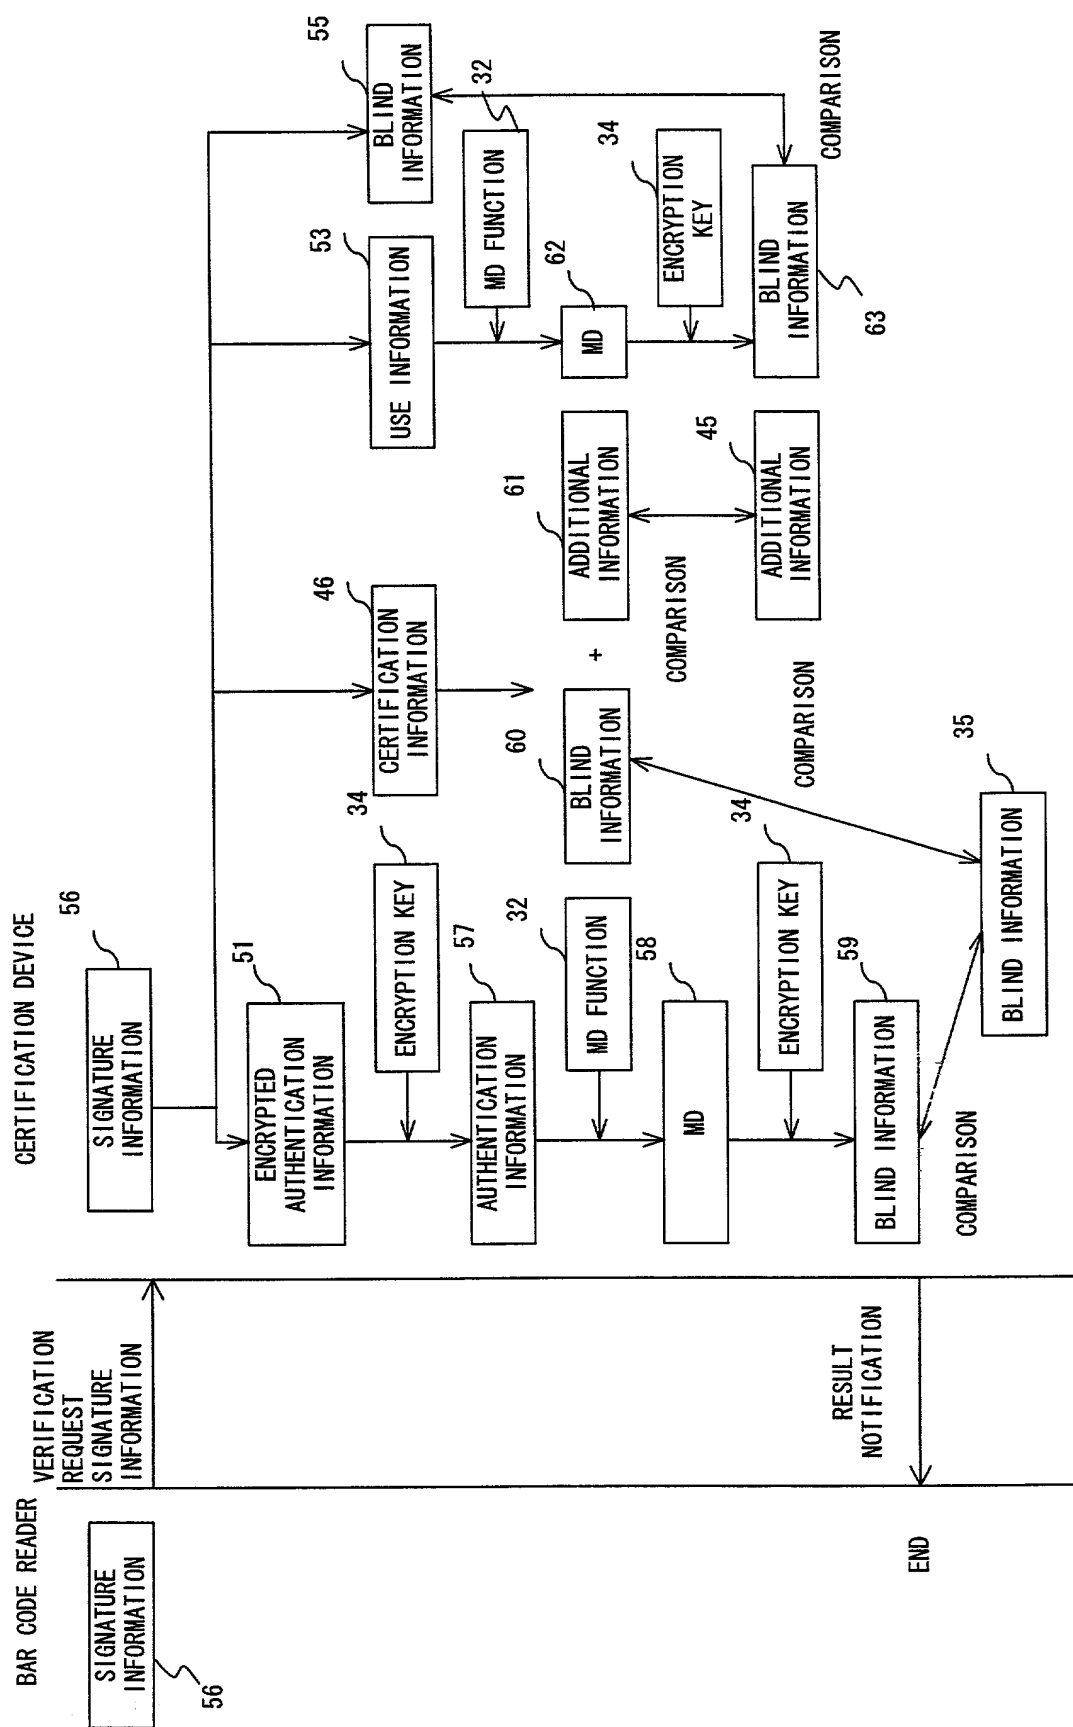 BAR CODE READER
SIGNATURE
INFORMATION
56
END
VERIFICATION
REQUEST
SIGNATURE
INFORMATION
RESULT
NOTIFICATION
CERTIFICATION DEVICE
SIGNATURE
INFORMATION
56
ENCRYPTED
AUTHENTICATION
INFORMATION
51
ENCRYPTION KEY
34
AUTHENTICATION
INFORMATION
57
MD FUNCTION
32
MD
58
ENCRYPTION KEY
34
BLIND INFORMATION
59
COMPARISON
BLIND INFORMATION
35
CERTIFICATION
INFORMATION
46
BLIND
INFORMATION
60
+
ADDITIONAL
INFORMATION
61
COMPARISON
COMPARISON
ADDITIONAL
INFORMATION
45
USE INFORMATION
53
MD FUNCTION
32
MD
62
ENCRYPTION
KEY
34
BLIND
INFORMATION
63
BLIND
INFORMATION
55
COMPARISON